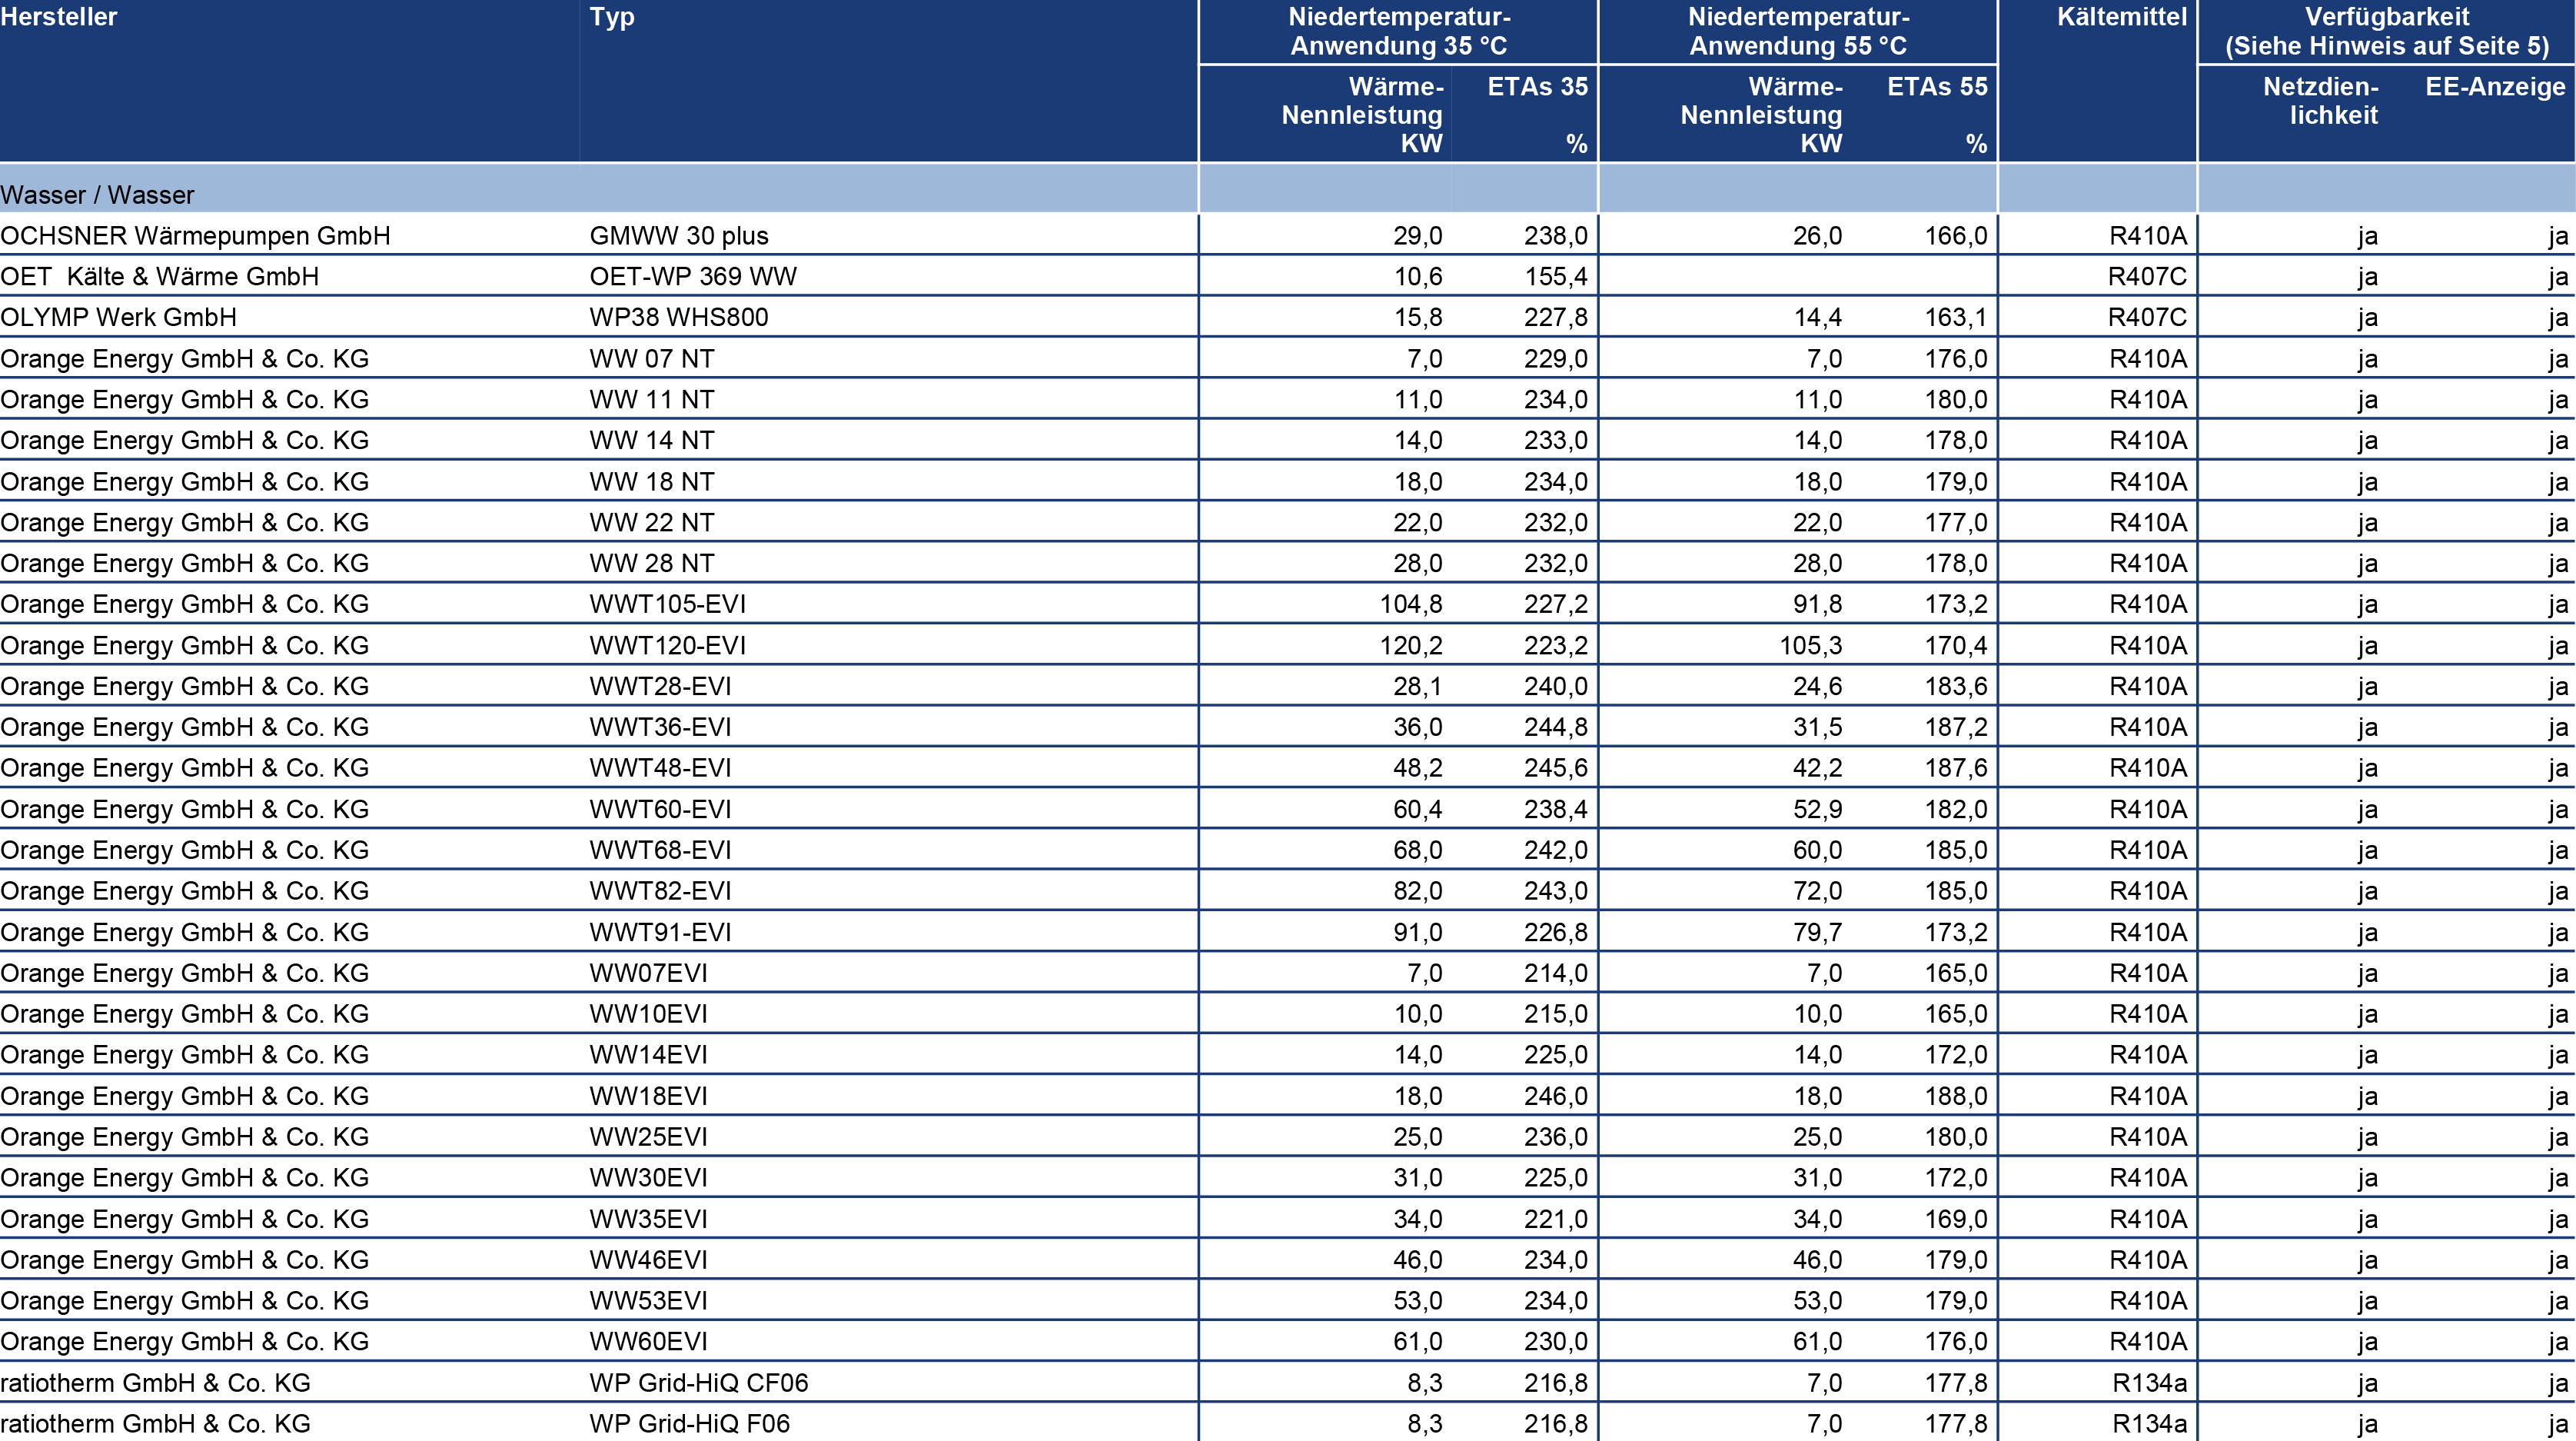 Hersteller Typ Niedertemperatur- Niedertemperatur- Kältemittel Verfügbarkeit
Anwendung 35 °C Anwendung 55 °C (Siehe Hinweis auf Seite 5)
Wärme- ETAs 35 Wärme- ETAs 55 Netzdien- EE-Anzeige
Nennleistung Nennleistung lichkeit
KW % KW %
Wasser / Wasser
OCHSNER Wärmepumpen GmbH GMWW 30 plus 29,0 238,0 26,0 166,0 R410A ja ja
OET  Kälte & Wärme GmbH OET-WP 369 WW 10,6 155,4 R407C ja ja
OLYMP Werk GmbH WP38 WHS800 15,8 227,8 14,4 163,1 R407C ja ja
Orange Energy GmbH & Co. KG WW 07 NT 7,0 229,0 7,0 176,0 R410A ja ja
Orange Energy GmbH & Co. KG WW 11 NT 11,0 234,0 11,0 180,0 R410A ja ja
Orange Energy GmbH & Co. KG WW 14 NT 14,0 233,0 14,0 178,0 R410A ja ja
Orange Energy GmbH & Co. KG WW 18 NT 18,0 234,0 18,0 179,0 R410A ja ja
Orange Energy GmbH & Co. KG WW 22 NT 22,0 232,0 22,0 177,0 R410A ja ja
Orange Energy GmbH & Co. KG WW 28 NT 28,0 232,0 28,0 178,0 R410A ja ja
Orange Energy GmbH & Co. KG WWT105-EVI 104,8 227,2 91,8 173,2 R410A ja ja
Orange Energy GmbH & Co. KG WWT120-EVI 120,2 223,2 105,3 170,4 R410A ja ja
Orange Energy GmbH & Co. KG WWT28-EVI 28,1 240,0 24,6 183,6 R410A ja ja
Orange Energy GmbH & Co. KG WWT36-EVI 36,0 244,8 31,5 187,2 R410A ja ja
Orange Energy GmbH & Co. KG WWT48-EVI 48,2 245,6 42,2 187,6 R410A ja ja
Orange Energy GmbH & Co. KG WWT60-EVI 60,4 238,4 52,9 182,0 R410A ja ja
Orange Energy GmbH & Co. KG WWT68-EVI 68,0 242,0 60,0 185,0 R410A ja ja
Orange Energy GmbH & Co. KG WWT82-EVI 82,0 243,0 72,0 185,0 R410A ja ja
Orange Energy GmbH & Co. KG WWT91-EVI 91,0 226,8 79,7 173,2 R410A ja ja
Orange Energy GmbH & Co. KG WW07EVI 7,0 214,0 7,0 165,0 R410A ja ja
Orange Energy GmbH & Co. KG WW10EVI 10,0 215,0 10,0 165,0 R410A ja ja
Orange Energy GmbH & Co. KG WW14EVI 14,0 225,0 14,0 172,0 R410A ja ja
Orange Energy GmbH & Co. KG WW18EVI 18,0 246,0 18,0 188,0 R410A ja ja
Orange Energy GmbH & Co. KG WW25EVI 25,0 236,0 25,0 180,0 R410A ja ja
Orange Energy GmbH & Co. KG WW30EVI 31,0 225,0 31,0 172,0 R410A ja ja
Orange Energy GmbH & Co. KG WW35EVI 34,0 221,0 34,0 169,0 R410A ja ja
Orange Energy GmbH & Co. KG WW46EVI 46,0 234,0 46,0 179,0 R410A ja ja
Orange Energy GmbH & Co. KG WW53EVI 53,0 234,0 53,0 179,0 R410A ja ja
Orange Energy GmbH & Co. KG WW60EVI 61,0 230,0 61,0 176,0 R410A ja ja
ratiotherm GmbH & Co. KG WP Grid-HiQ CF06 8,3 216,8 7,0 177,8 R134a ja ja
ratiotherm GmbH & Co. KG WP Grid-HiQ F06 8,3 216,8 7,0 177,8 R134a ja ja